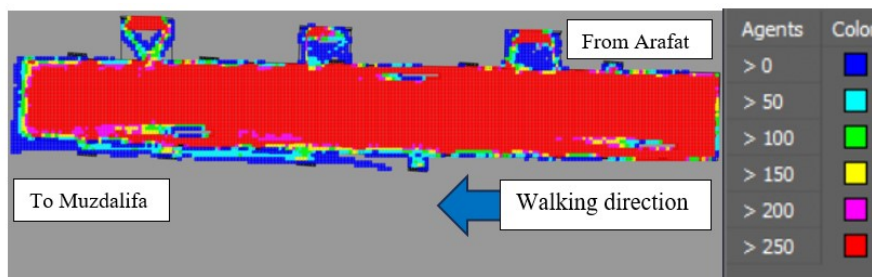 From Arafat
To Muzdalifa
Walking direction
Agents Color
> 0
> 50
> 100
> 150
> 200
> 250